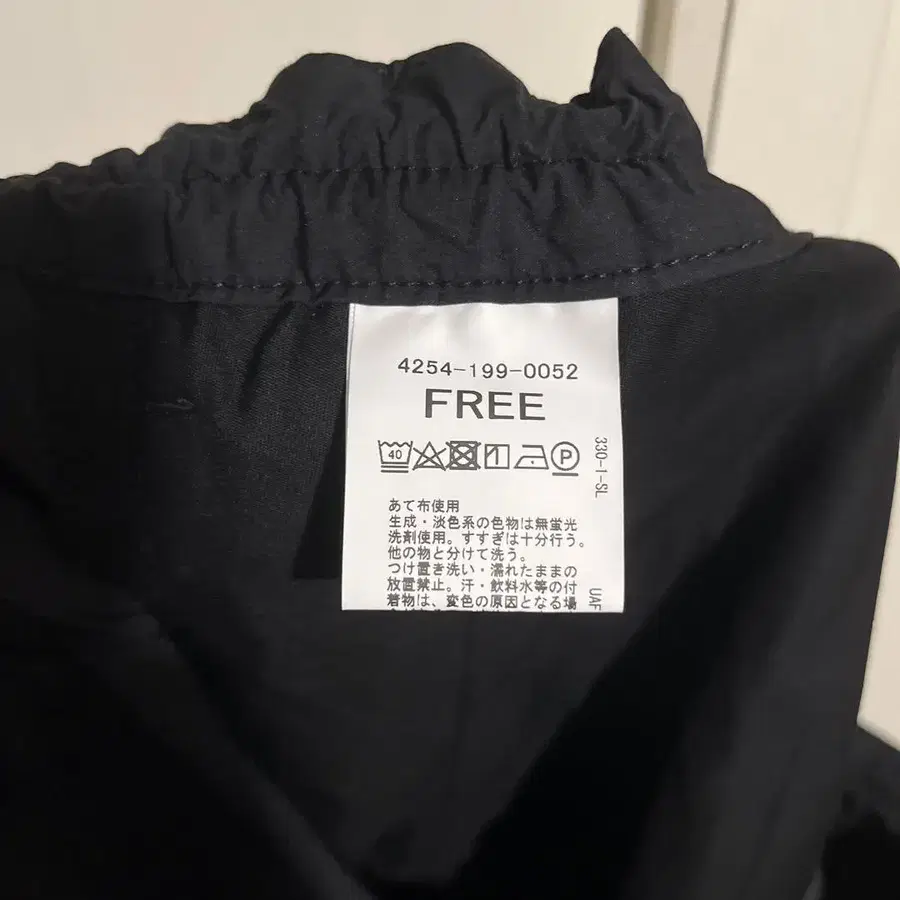 4254-199-0052
FREE
40 P
330-1-SL
あて布使用
生成・淡色系の色物は無蛍光
洗剤使用。すすぎは十分行う。
他の物と分けて洗う。
つけ置き洗い・濡れたままの
放置禁止。汗・飲料水等の付
着物は、変色の原因となる場
UAF